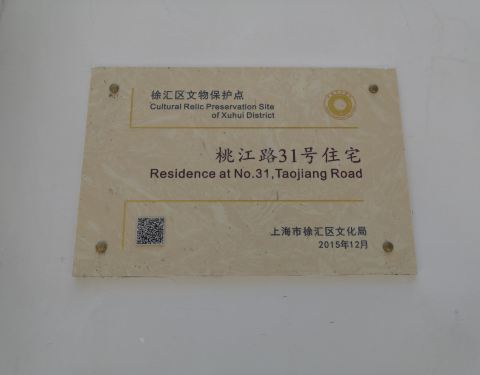 徐汇区文物保护点
Cultural Relic Preservation Site
of Xuhui District
桃江路31号住宅
Residence at No.31,Taojiang Road
上海市徐汇区文化局
2015年12月